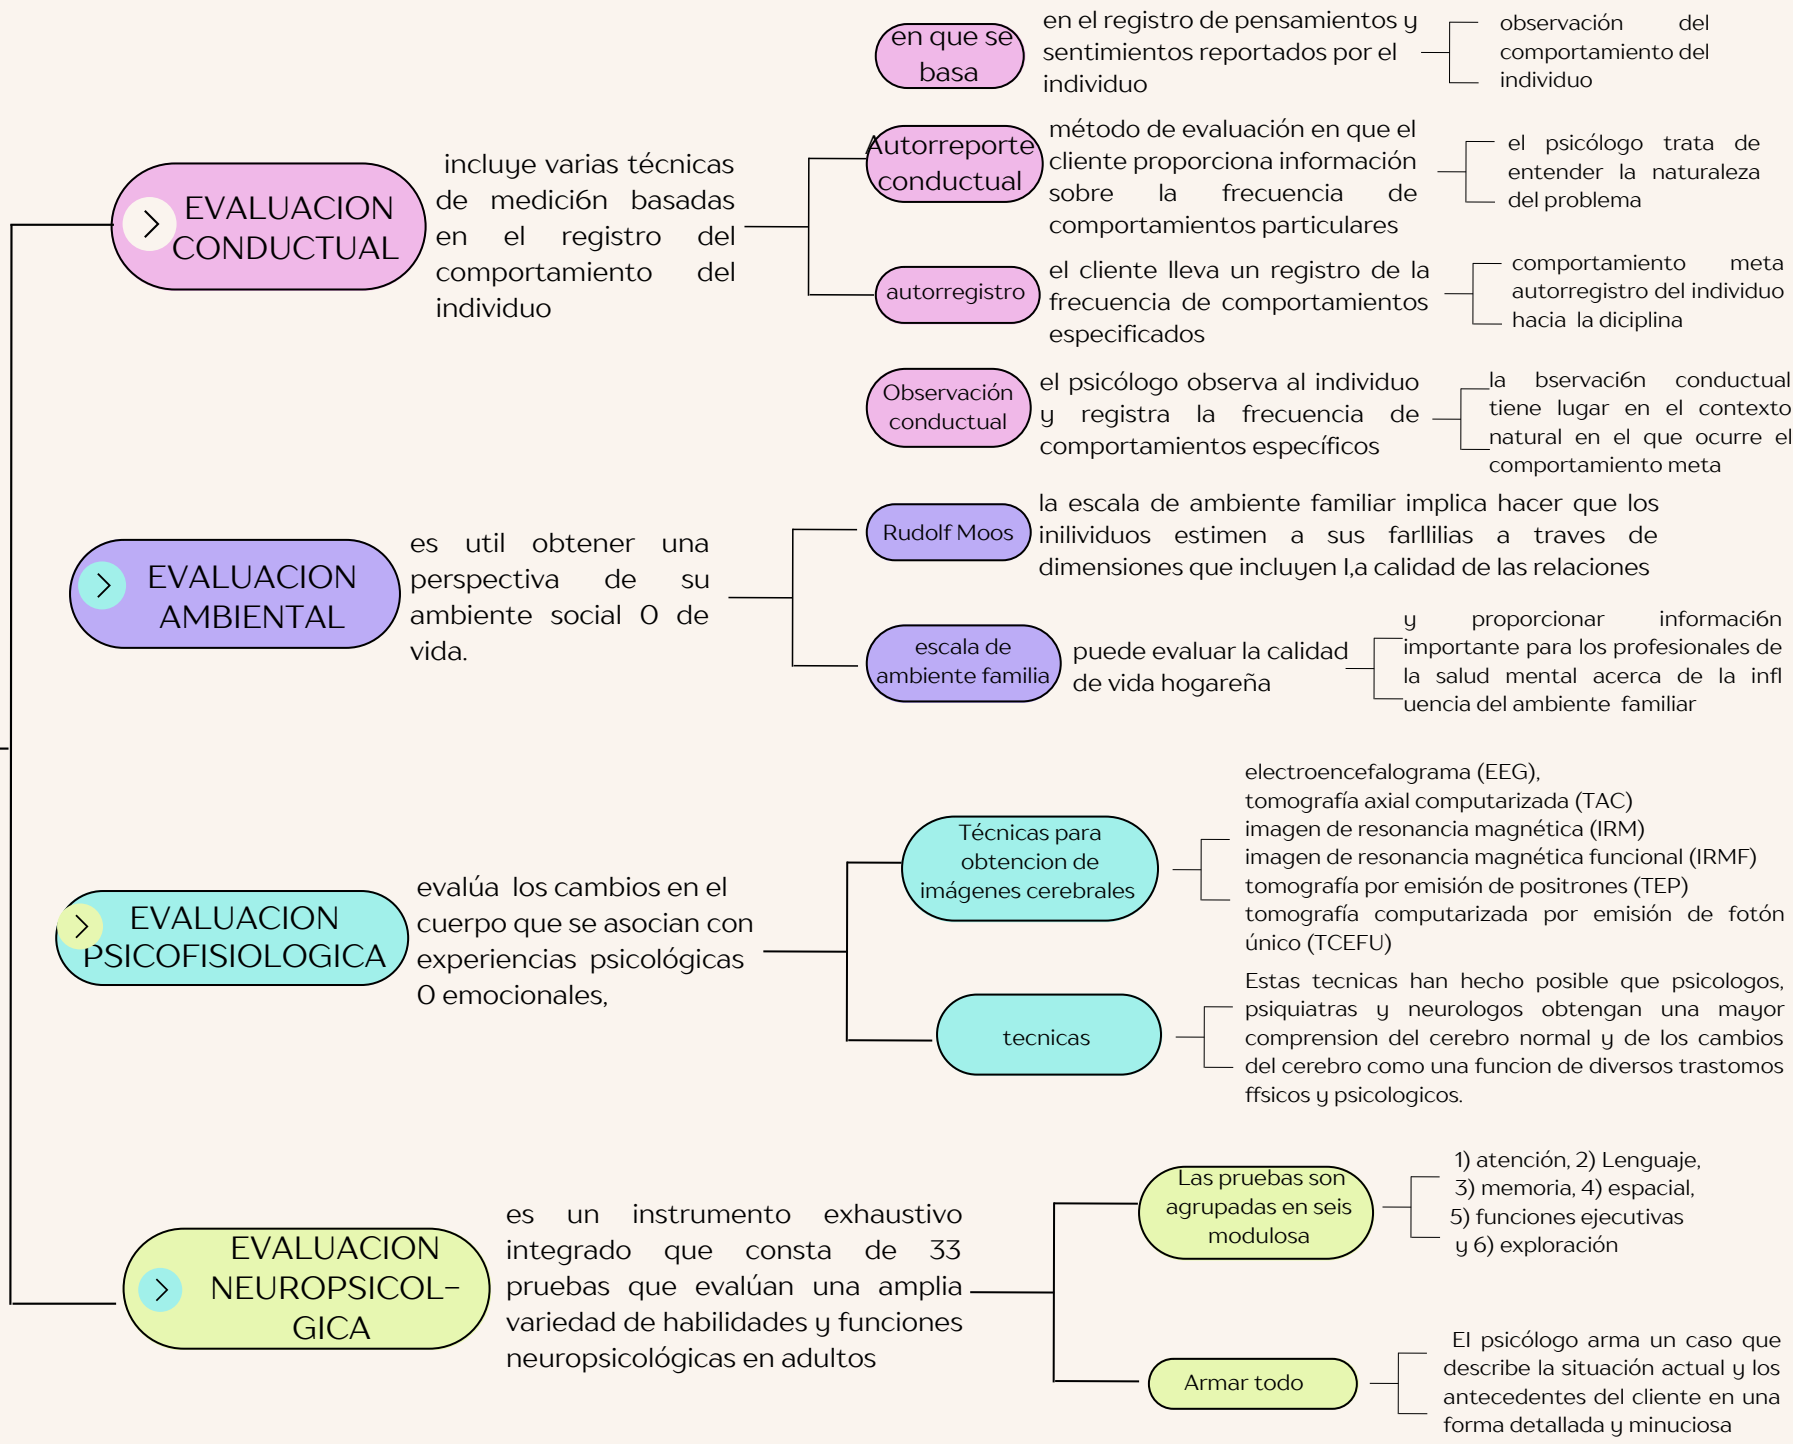 en que se
basa
en el registro de pensamientos y
sentimientos reportados por el
individuo
observación del
comportamiento del
individuo
EVALUACION
CONDUCTUAL
incluye varias técnicas
de medici6n basadas
en el registro del
comportamiento del
individuo
Autorreporte
conductual
método de evaluación en que el
cliente proporciona información
sobre la frecuencia de
comportamientos particulares
el psicólogo trata de
entender la naturaleza
del problema
autorregistro
el cliente lleva un registro de la
frecuencia de comportamientos
especificados
comportamiento meta
autorregistro del individuo
hacia la diciplina
Observación
conductual
el psicólogo observa al individuo
y registra la frecuencia de
comportamientos específicos
la bservaci6n conductual
tiene lugar en el contexto
natural en el que ocurre el
comportamiento meta
EVALUACION
AMBIENTAL
es util obtener una
perspectiva de su
ambiente social 0 de
vida.
Rudolf Moos
la escala de ambiente familiar implica hacer que los
inilividuos estimen a sus farllilias a traves de
dimensiones que incluyen l,a calidad de las relaciones
escala de
ambiente familia
puede evaluar la calidad
de vida hogareña
y proporcionar informaci6n
importante para los profesionales de
la salud mental acerca de la infl
uencia del ambiente familiar
EVALUACION
PSICOFISIOLOGICA
evalúa los cambios en el
cuerpo que se asocian con
experiencias psicológicas
0 emocionales,
Técnicas para
obtencion de
imágenes cerebrales
electroencefalograma (EEG),
tomografía axial computarizada (TAC)
imagen de resonancia magnética (IRM)
imagen de resonancia magnética funcional (IRMF)
tomografía por emisión de positrones (TEP)
tomografía computarizada por emisión de fotón
único (TCEFU)
tecnicas
Estas tecnicas han hecho posible que psicologos,
psiquiatras y neurologos obtengan una mayor
comprension del cerebro normal y de los cambios
del cerebro como una funcion de diversos trastomos
ffsicos y psicologicos.
EVALUACION
NEUROPSICOL-
GICA
es un instrumento exhaustivo
integrado que consta de 33
pruebas que evalúan una amplia
variedad de habilidades y funciones
neuropsicológicas en adultos
Las pruebas son
agrupadas en seis
modulosa
1) atención, 2) Lenguaje,
3) memoria, 4) espacial,
5) funciones ejecutivas
y 6) exploración
Armar todo
El psicólogo arma un caso que
describe la situación actual y los
antecedentes del cliente en una
forma detallada y minuciosa